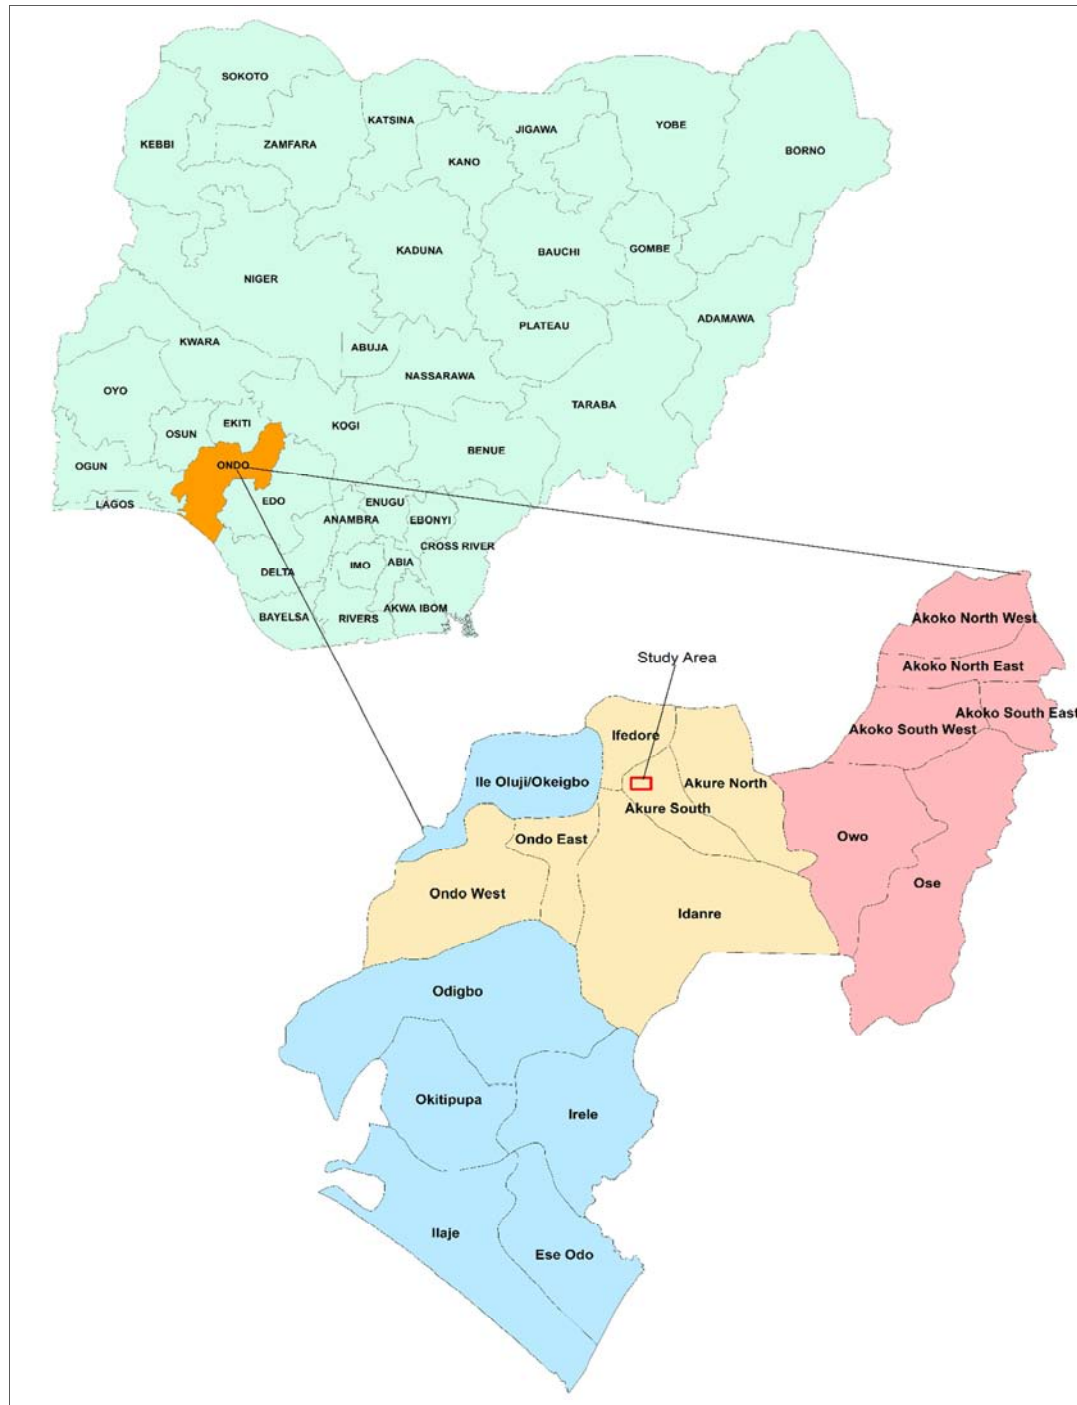 SOKOTO
KATSINA
YOBE
JIGAWA
KEBBI
ZAMFARA
BORNO
KANO
KADUNA
BAUCHI
GOMBE
NIGER
ADAMAWA
PLATEAU
KWARA
ABUJA
NASSARAWA
OYO
TARABA
EKITI
KOGI
OSUN
BENUE
OGUN
ONDO
LAGOS
EDO
ENUGU
ANAMBRA
EBONYI
CROSS RIVER
DELTA
IMO
ABIA
BAYELSA
RIVERS
AKWA IBOM
Akoko North West
Study Area
Akoko North East
Akoko South East
Akoko South West
Ifedore
Ile Oluji/Okeigbo
Akure North
Akure South
Ondo East
Owo
Ose
Ondo West
Idanre
Odigbo
Okitipupa
Irele
Ilaje
Ese Odo